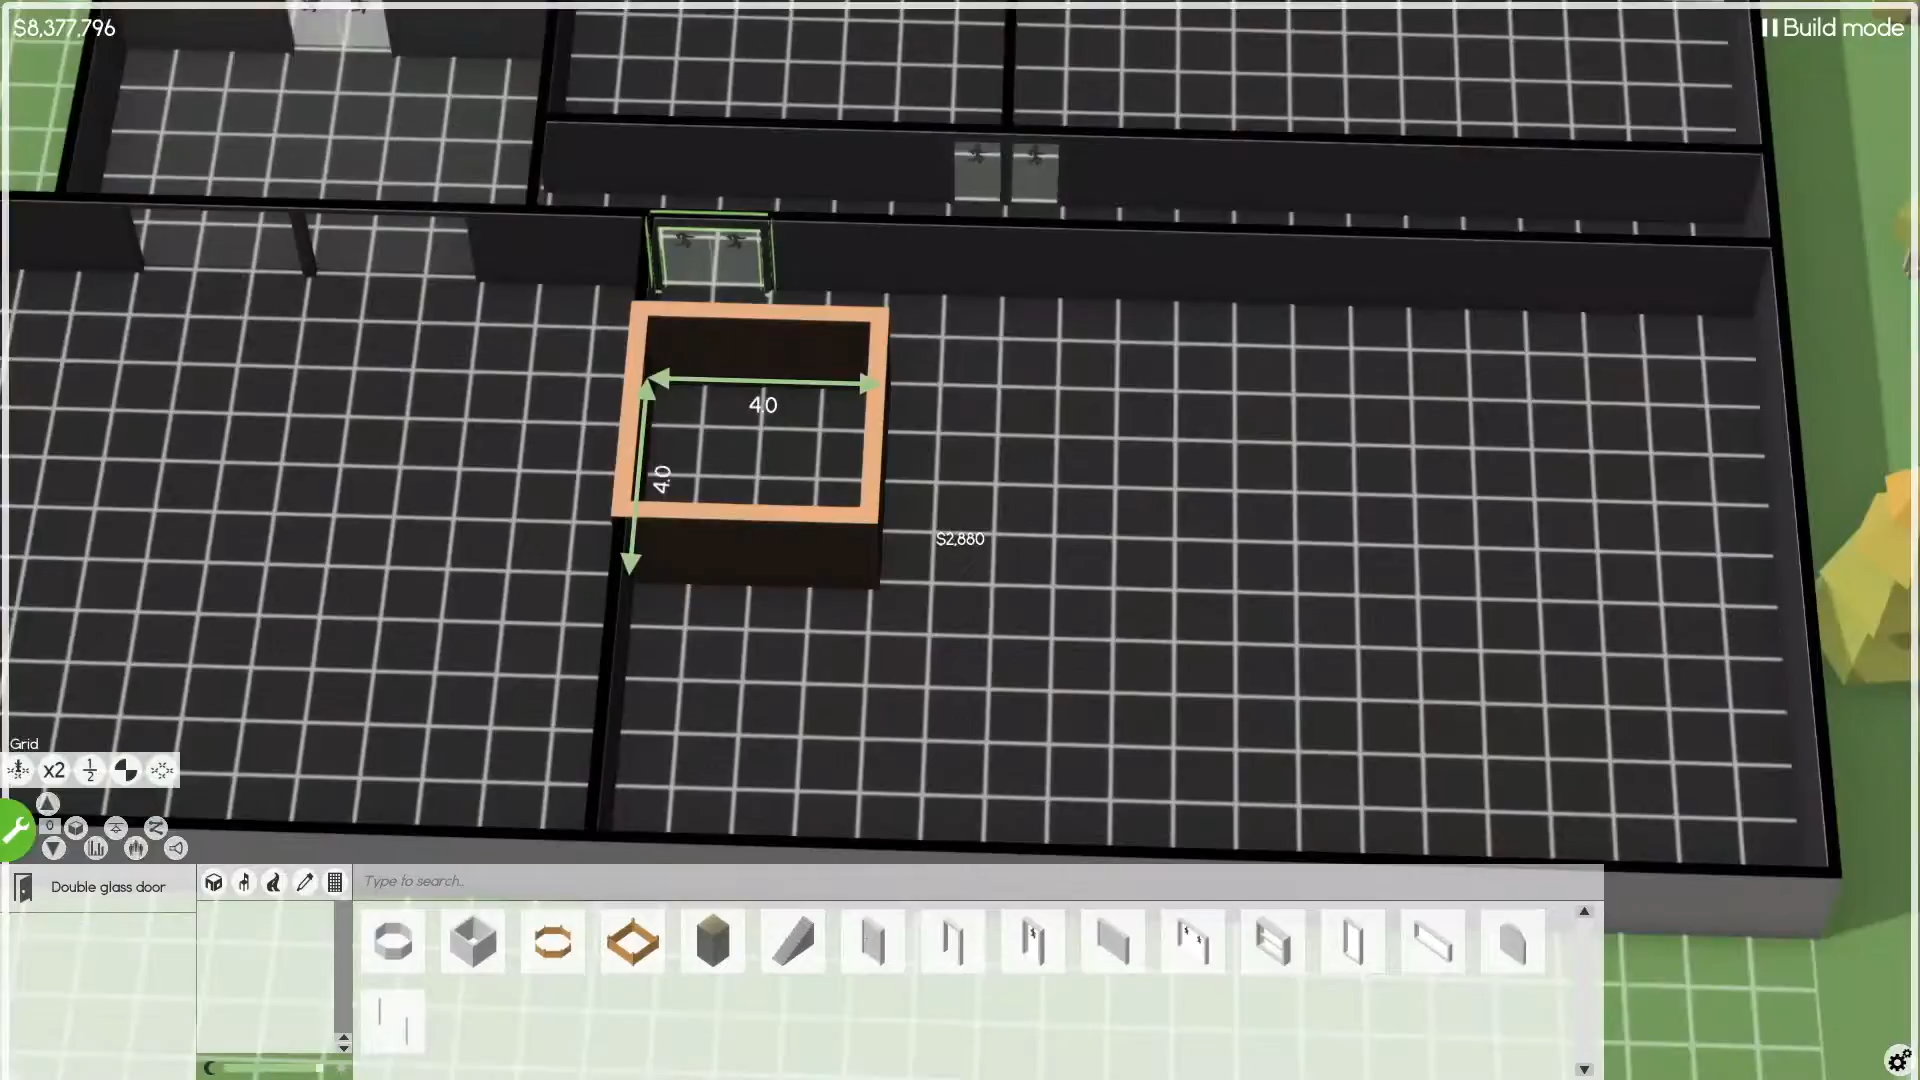 $8,377,796
Build mode
4.0
4.0
$2,880
Grid
x2
1/2
0
Double glass door
Type to search..